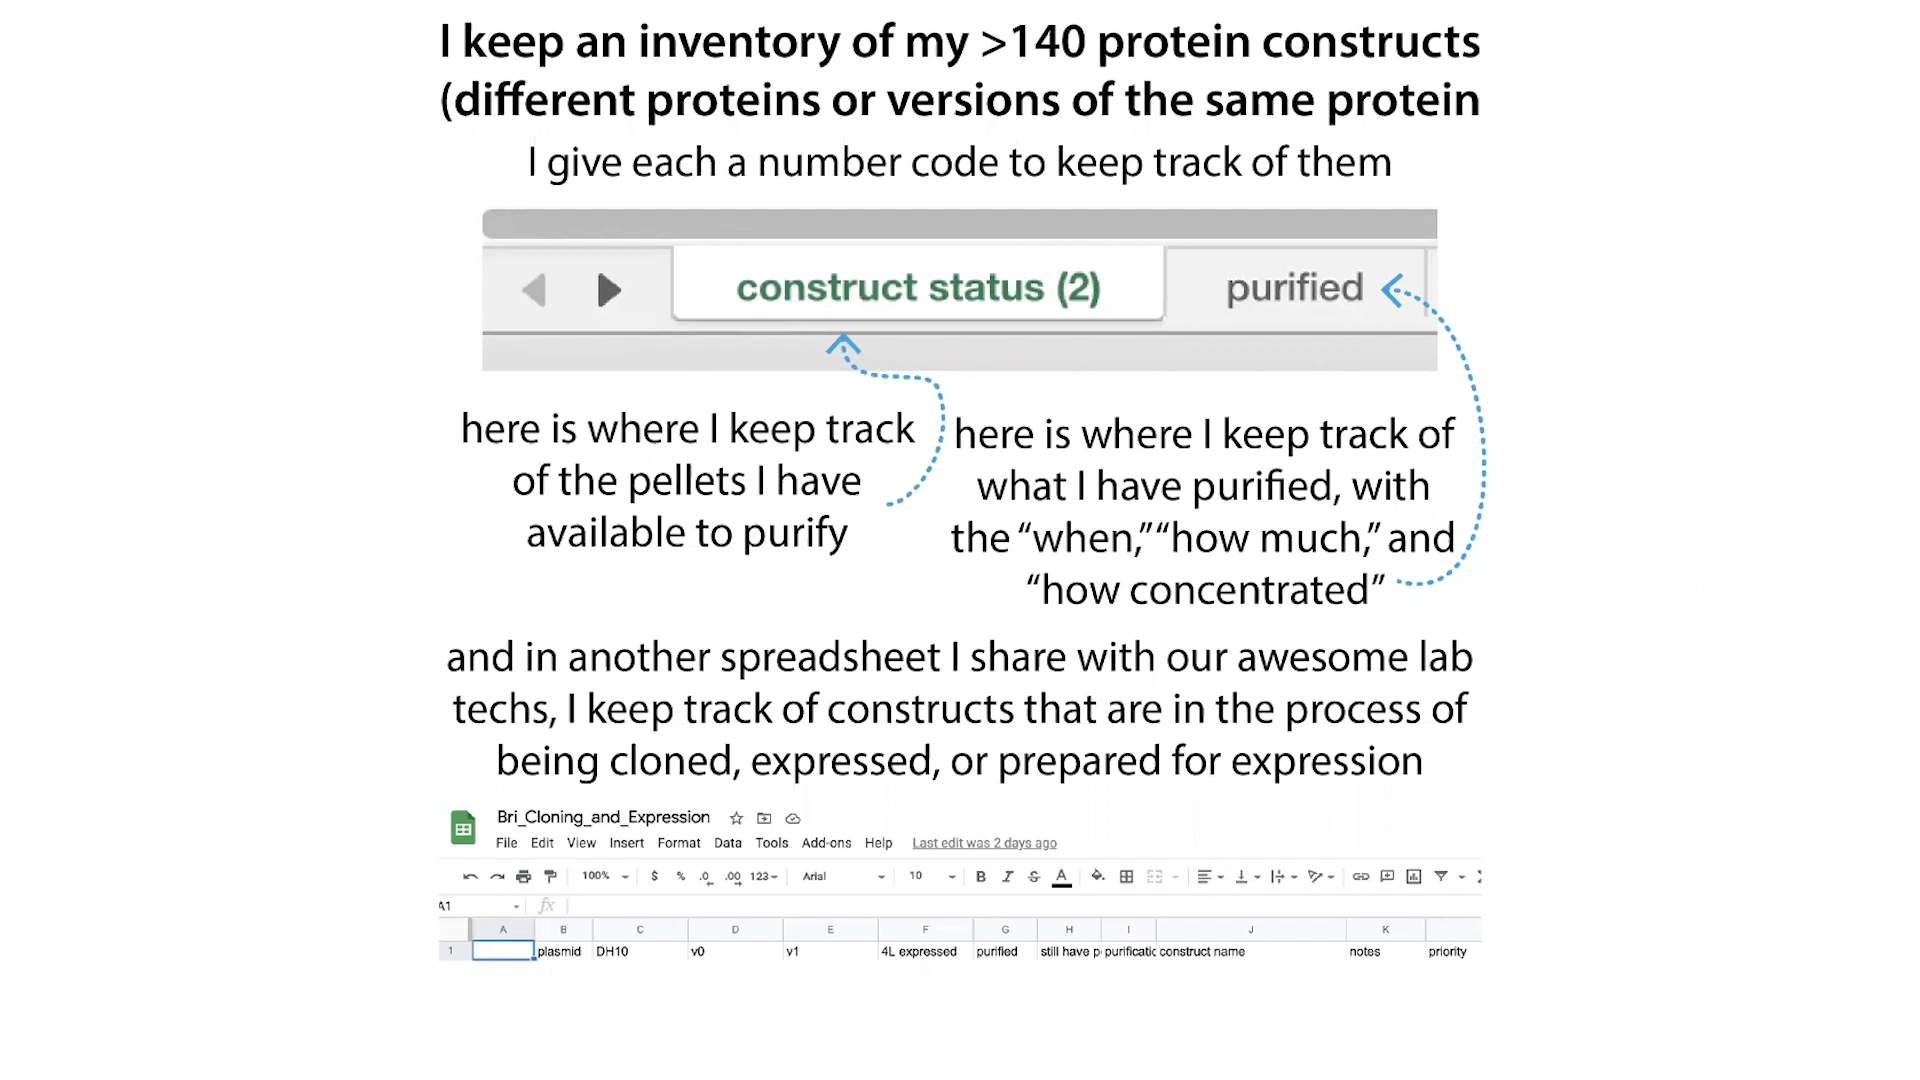 I keep an inventory of my >140 protein constructs
(different proteins or versions of the same protein
I give each a number code to keep track of them
construct status (2) purified
here is where I keep track
of the pellets I have
available to purify
here is where I keep track of
what I have purified, with
the “when,” “how much,” and
“how concentrated”
and in another spreadsheet I share with our awesome lab
techs, I keep track of constructs that are in the process of
being cloned, expressed, or prepared for expression
Bri_Cloning_and_Expression
File Edit View Insert Format Data Tools Add-ons Help Last edit was 2 days ago
100% $ % .0 .00 123 Arial 10 B I S A
A1 fx
A B C D E F G H I J K
1 plasmid DH10 v0 v1 4L expressed purified still have p purificatic construct name notes priority